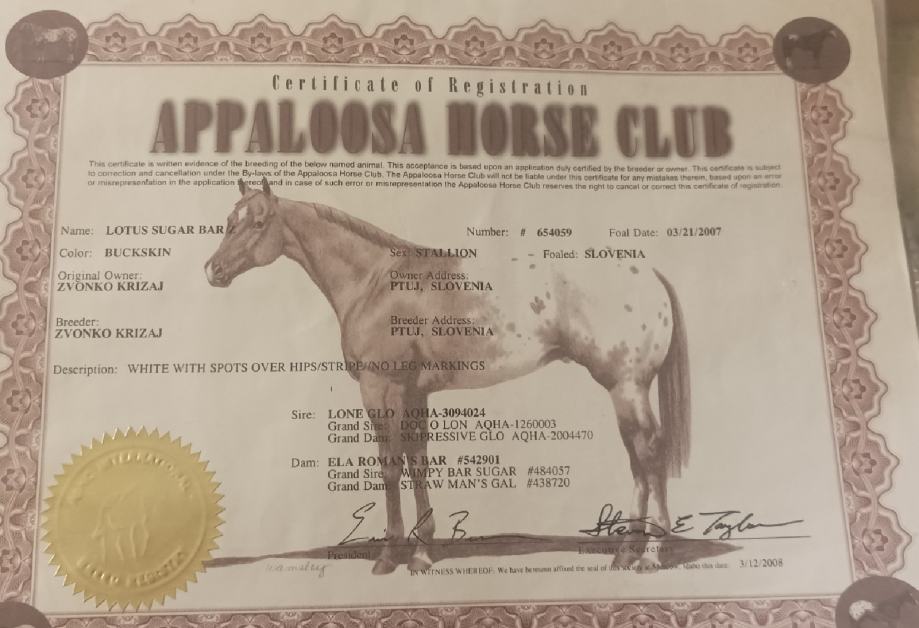 Certificate of Registration
APPALOOSA HORSE CLUB
This certificate is written evidence of the breeding of the below named animal. This acceptance is based upon an application duly certified by the breeder or owner. This certificate is subject
to correction and cancellation under the By-laws of the Appaloosa Horse Club. The Appaloosa Horse Club will not be liable under this certificate for any mistakes therein, based upon an error
or misrepresentation in the application thereof and in case of such error or misrepresentation the Appaloosa Horse Club reserves the right to cancel or correct this certificate of registration.
Name: LOTUS SUGAR BAR Z Number: # 654059 Foal Date: 03/21/2007
Color: BUCKSKIN Sex: STALLION Foaled: SLOVENIA
Original Owner: Owner Address:
ZVONKO KRIZAJ PTUJ, SLOVENIA
Breeder: Breeder Address:
ZVONKO KRIZAJ PTUJ, SLOVENIA
Description: WHITE WITH SPOTS OVER HIPS/STRIPE/NO LEG MARKINGS
Sire: LONE GLO AQHA-3094024
Grand Sire: DOC O LON AQHA-1260003
Grand Dam: SKIPRESSIVE GLO AQHA-2004470
Dam: ELA ROMAN'S BAR #542901
Grand Sire: WIMPY BAR SUGAR #484057
Grand Dam: STRAW MAN'S GAL #438720
Steve E Taylor
President Executive Secretary
IN WITNESS WHEREOF: We have hereunto affixed the seal of this society at Moscow, Idaho this date: 3/12/2008